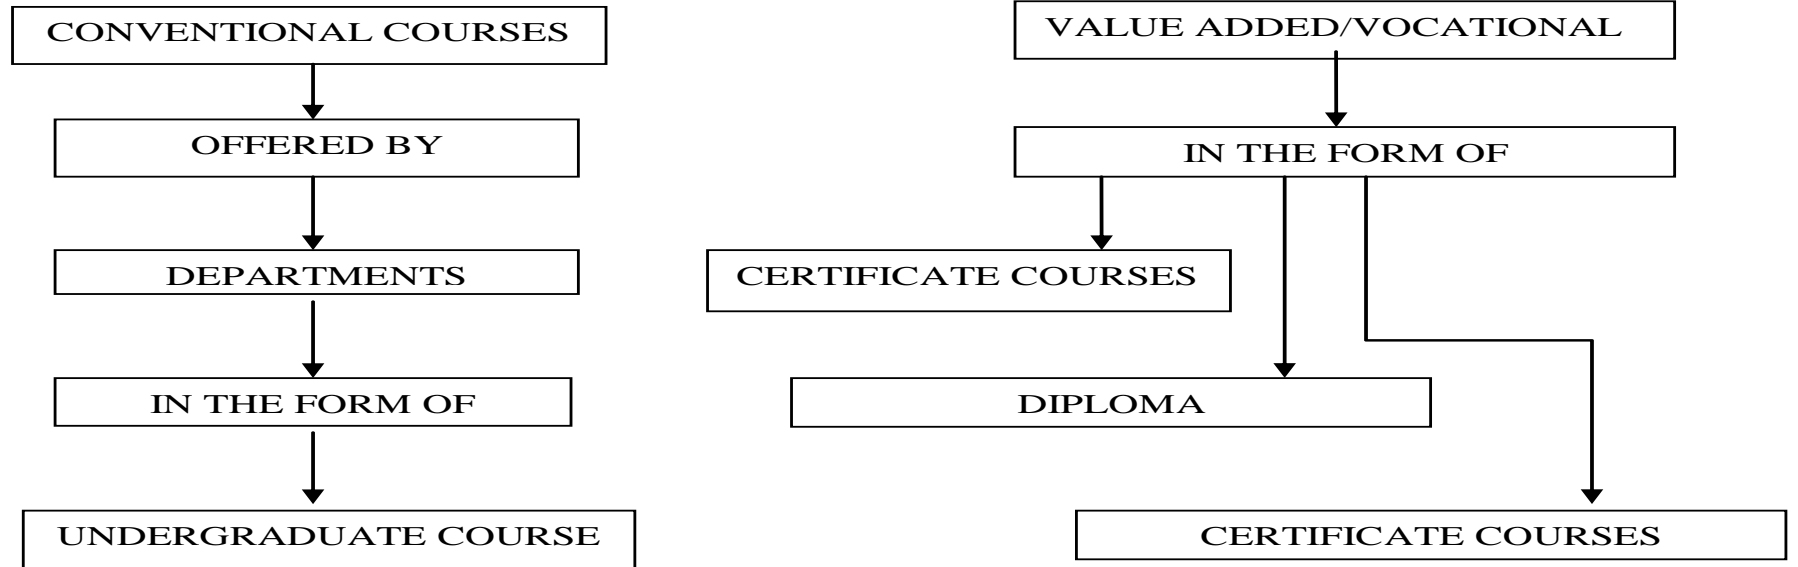 CONVENTIONAL COURSES
OFFERED BY
DEPARTMENTS
IN THE FORM OF
UNDERGRADUATE COURSE
VALUE ADDED/VOCATIONAL
IN THE FORM OF
CERTIFICATE COURSES
DIPLOMA
CERTIFICATE COURSES